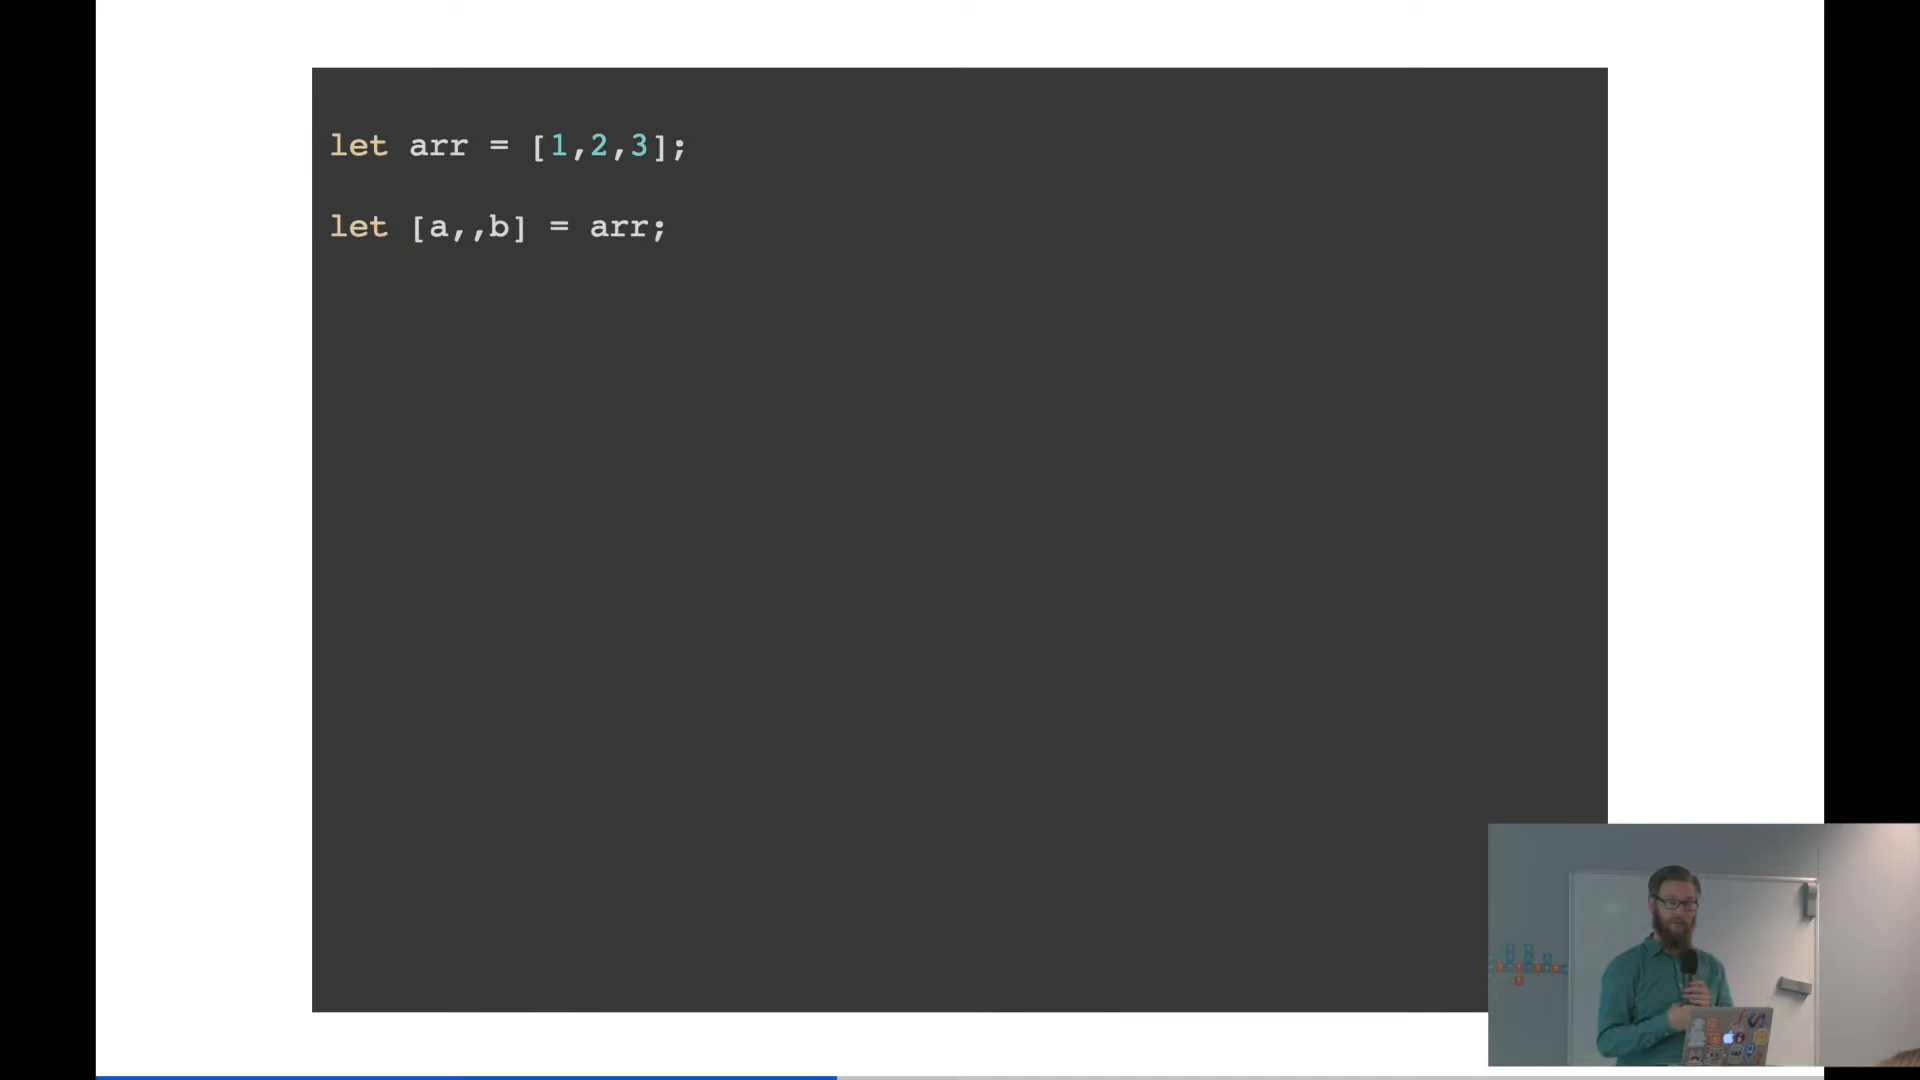 let arr = [1,2,3];
let [a,,b] = arr;